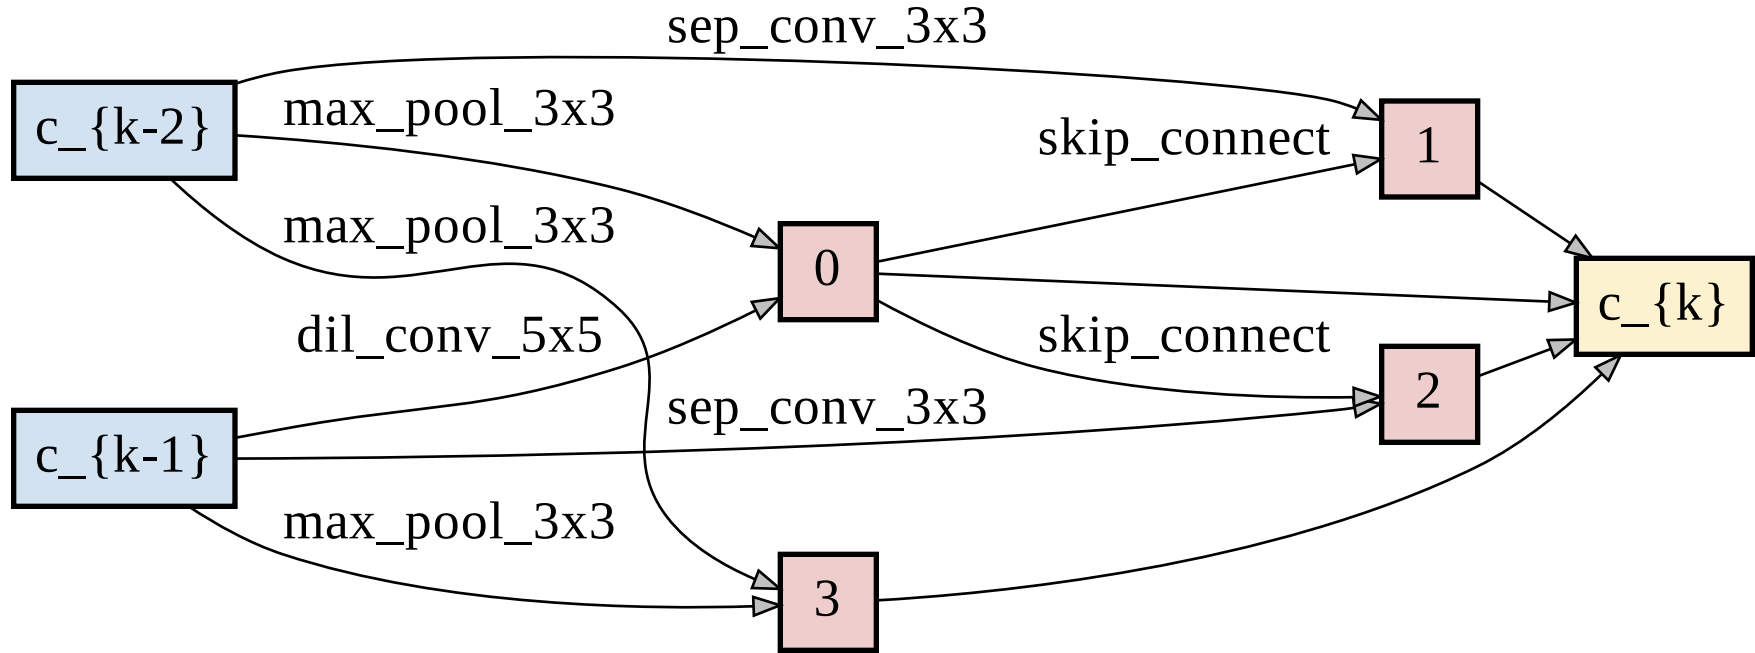 sep_conv_3x3
c_{k-2}
max_pool_3x3
skip_connect
1
max_pool_3x3
0
c_{k}
dil_conv_5x5
skip_connect
2
sep_conv_3x3
c_{k-1}
max_pool_3x3
3